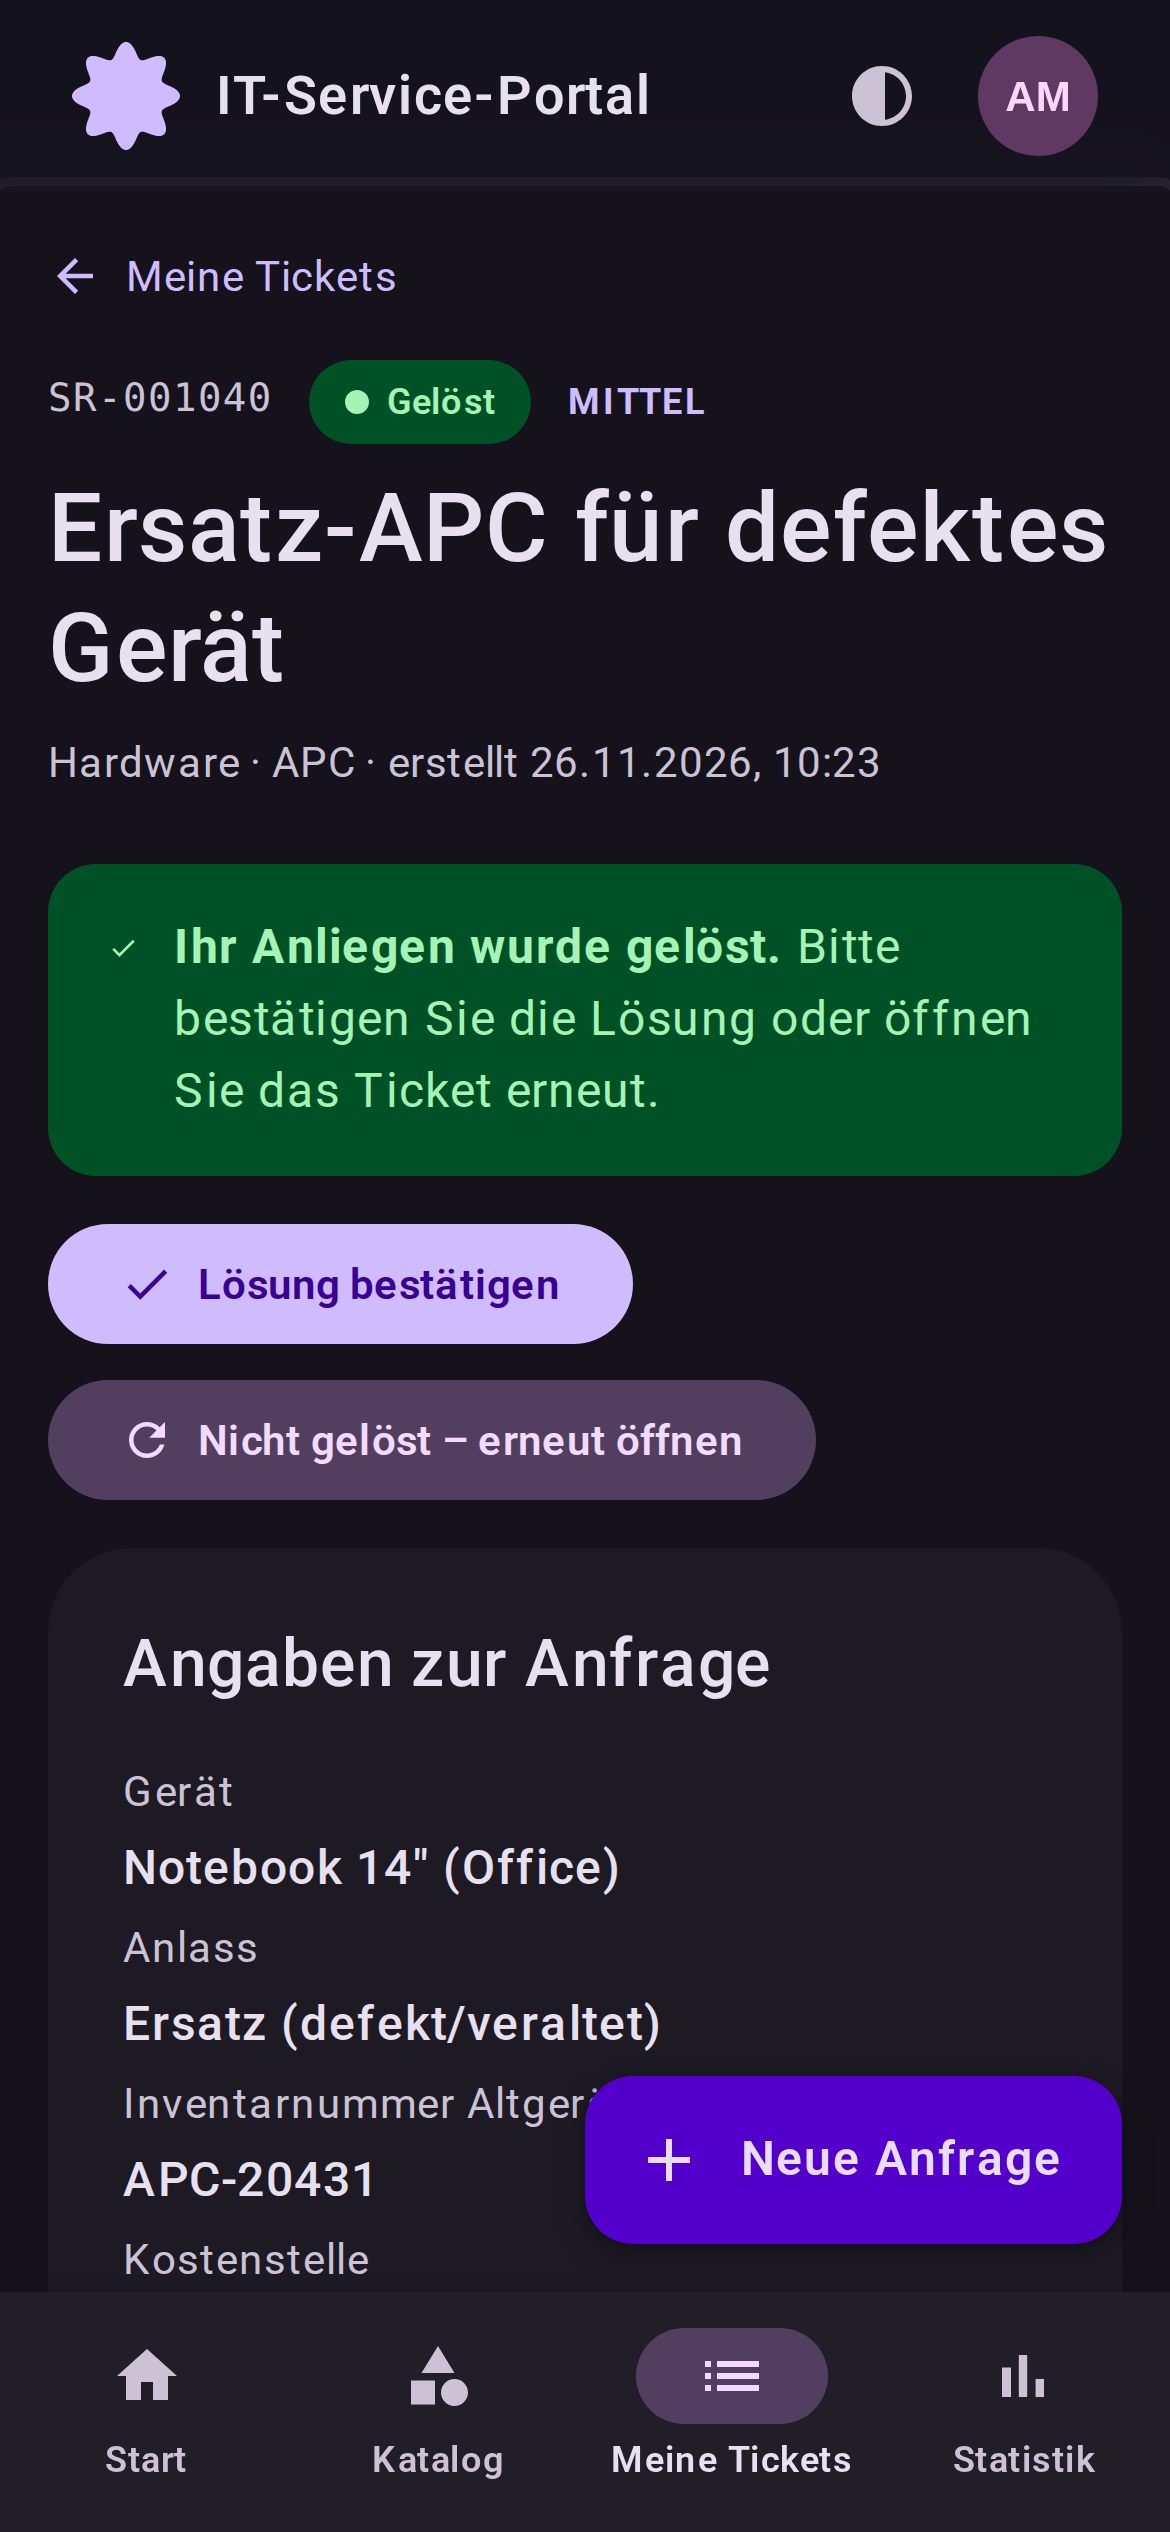 IT-Service-Portal
AM
Meine Tickets
SR-001040
Gelöst
MITTEL
Ersatz-APC für defektes
Gerät
Hardware · APC · erstellt 26.11.2026, 10:23
Ihr Anliegen wurde gelöst. Bitte
bestätigen Sie die Lösung oder öffnen
Sie das Ticket erneut.
Lösung bestätigen
Nicht gelöst – erneut öffnen
Angaben zur Anfrage
Gerät
Notebook 14" (Office)
Anlass
Ersatz (defekt/veraltet)
Inventarnummer
APC-20431
Neue Anfrage
Kostenstelle
Start
Katalog
Meine Tickets
Statistik